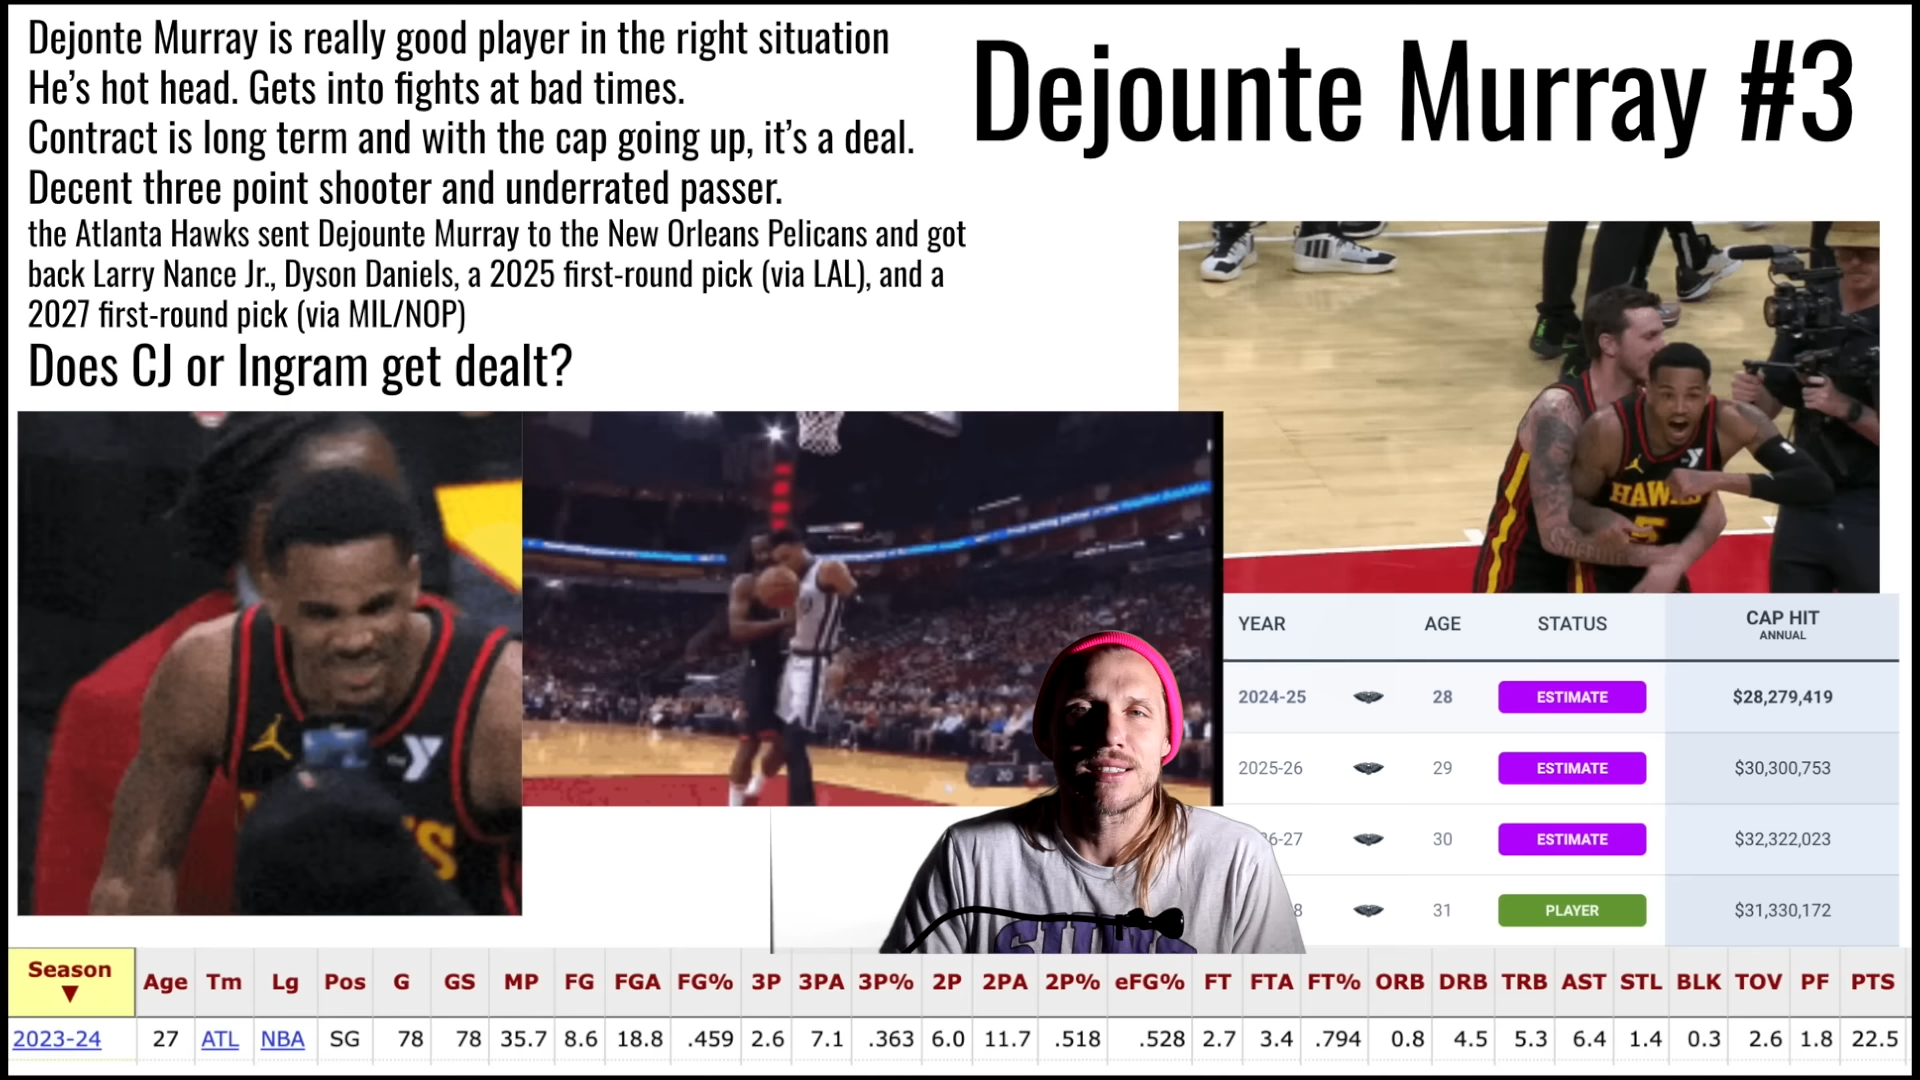 Dejonte Murray is really good player in the right situation
He's hot head. Gets into fights at bad times.
Contract is long term and with the cap going up, it's a deal.
Decent three point shooter and underrated passer.
the Atlanta Hawks sent Dejounte Murray to the New Orleans Pelicans and got
back Larry Nance Jr., Dyson Daniels, a 2025 first-round pick (via LAL), and a
2027 first-round pick (via MIL/NOP)
Does CJ or Ingram get dealt?
Dejounte Murray #3
HAWKS
5
YEAR AGE STATUS CAP HIT
ANNUAL
2024-25 28 ESTIMATE $28,279,419
2025-26 29 ESTIMATE $30,300,753
6-27 30 ESTIMATE $32,322,023
8 31 PLAYER $31,330,172
20
SUNS
Season ▼ Age Tm Lg Pos G GS MP FG FGA FG% 3P 3PA 3P% 2P 2PA 2P% eFG% FT FTA FT% ORB DRB TRB AST STL BLK TOV PF PTS
2023-24 27 ATL NBA SG 78 78 35.7 8.6 18.8 .459 2.6 7.1 .363 6.0 11.7 .518 .528 2.7 3.4 .794 0.8 4.5 5.3 6.4 1.4 0.3 2.6 1.8 22.5